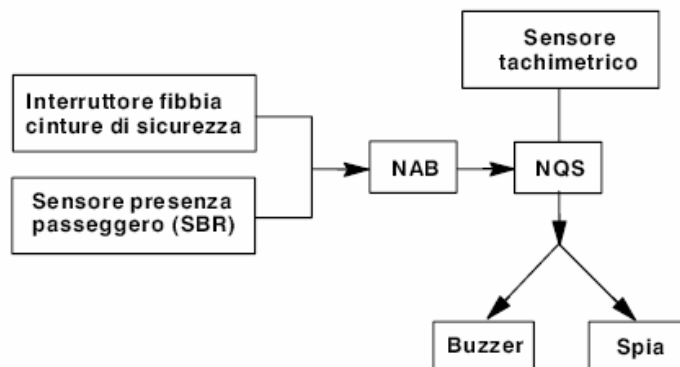 Sensore
tachimetrico
Interruttore fibbia
cinture di sicurezza
NAB
NQS
Sensore presenza
passeggero (SBR)
Buzzer
Spia